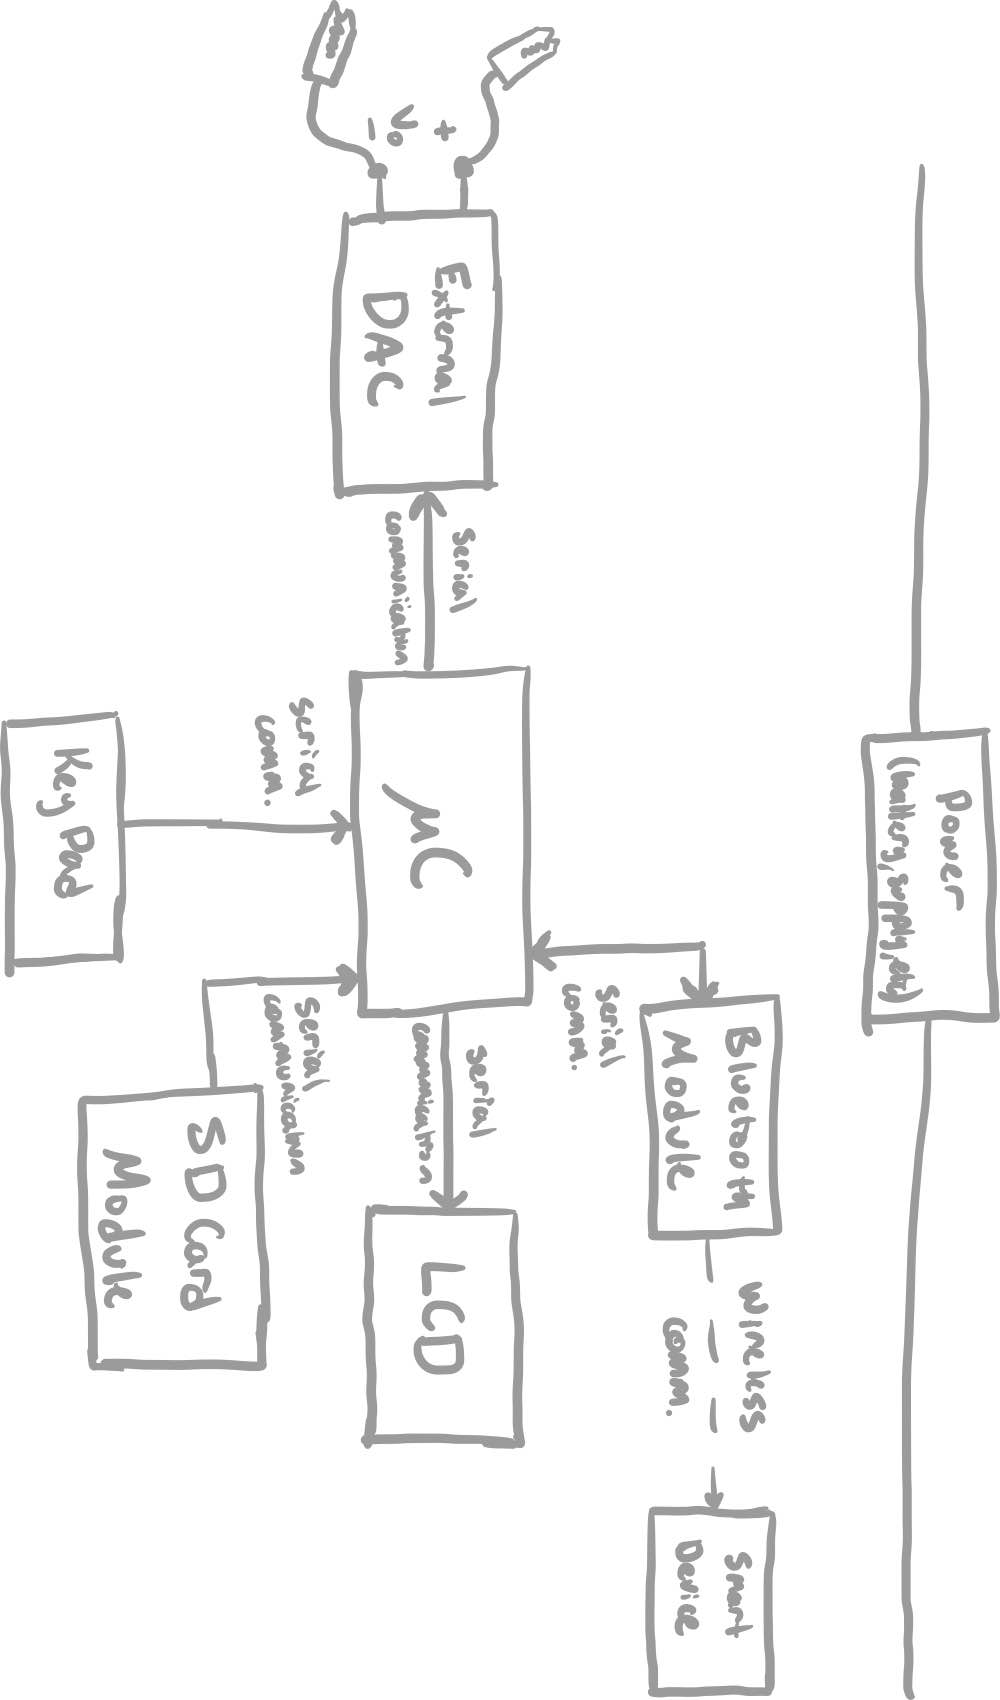 Power
(battery, supply, etc)
Bluetooth
Module
Wireless
comm.
Smart
Device
serial
comm.
+
Vo
-
External
DAC
serial
communication
μC
serial
communication
LCD
serial
comm.
Key Pad
serial
communication
SD Card
Module